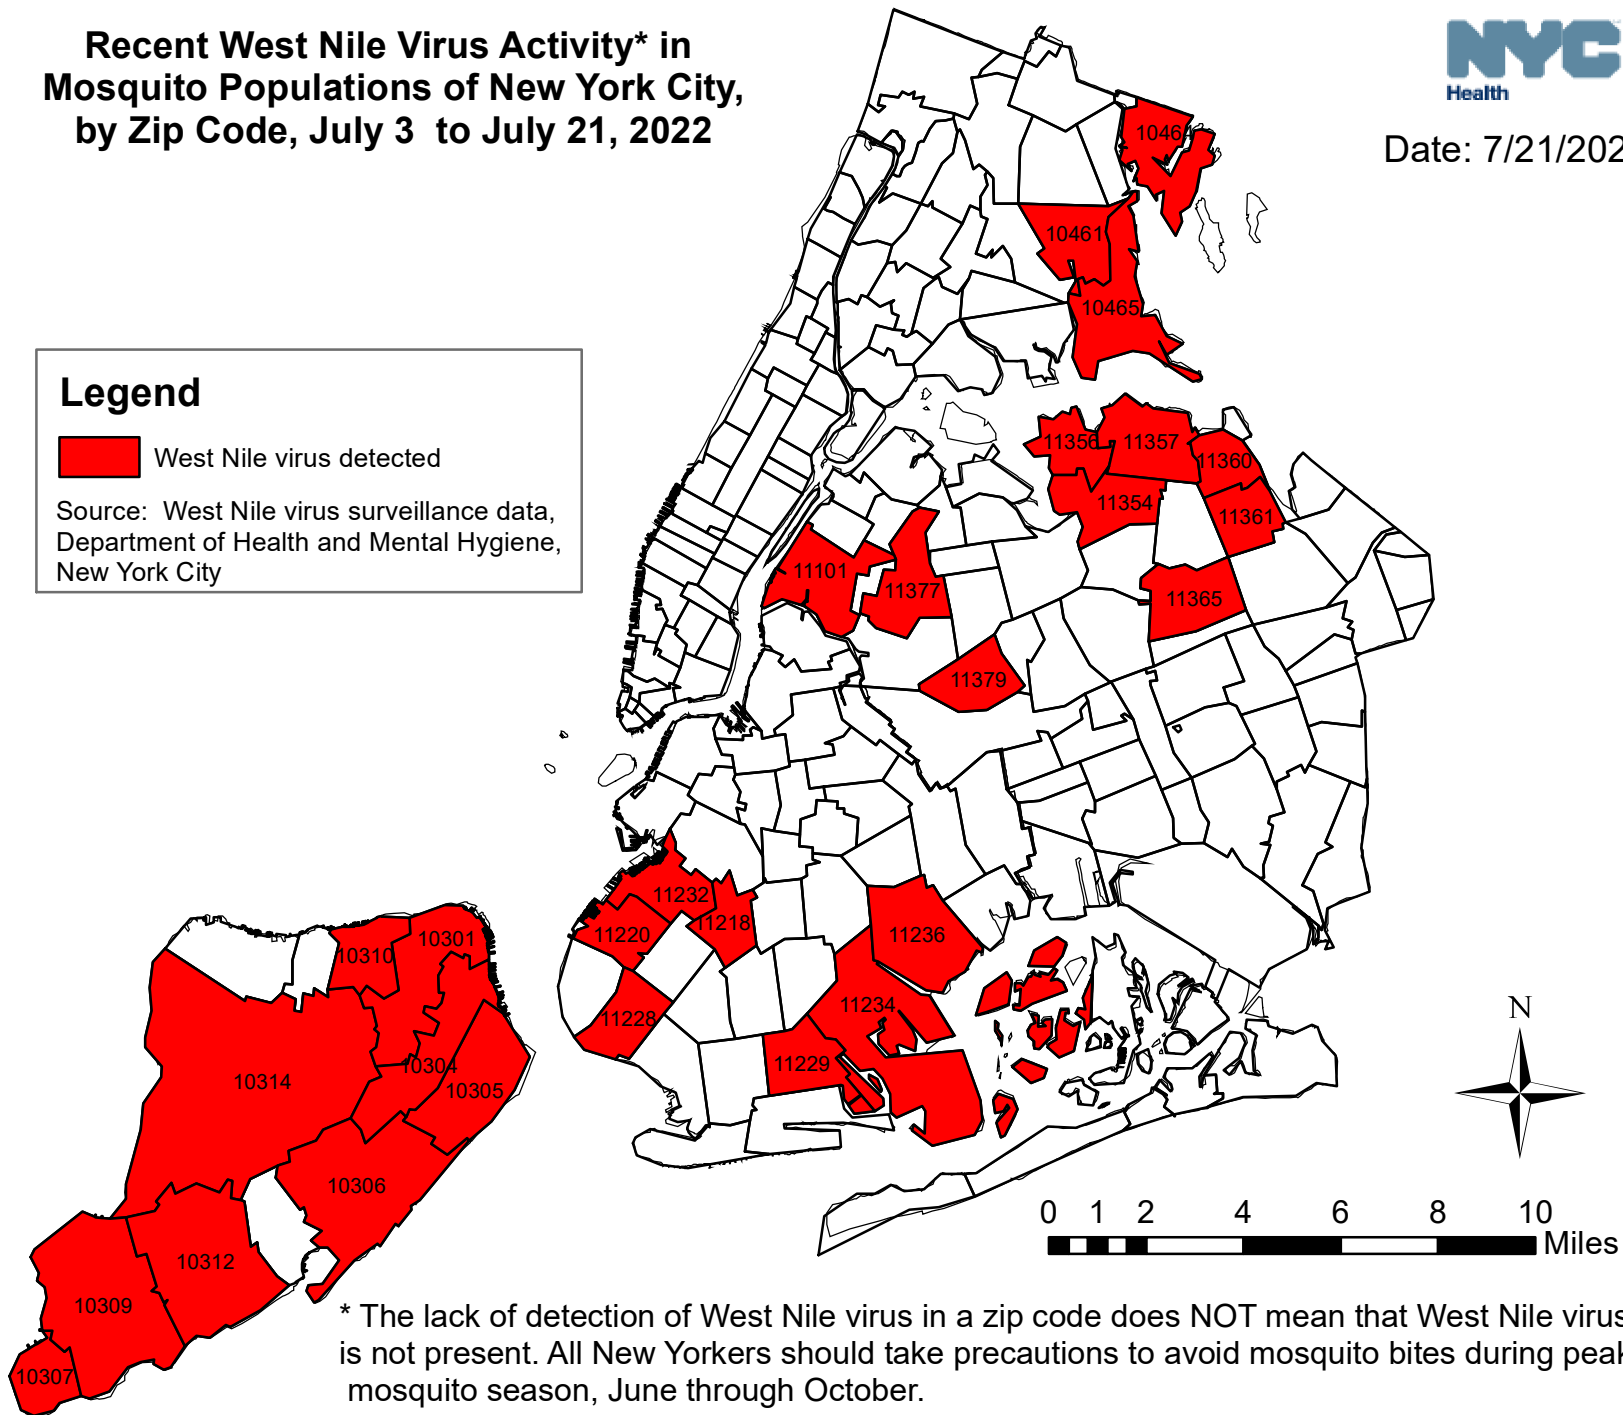 Recent West Nile Virus Activity* in
Mosquito Populations of New York City,
by Zip Code, July 3 to July 21, 2022
NYC
Health
Date: 7/21/202
Legend
West Nile virus detected
Source: West Nile virus surveillance data,
Department of Health and Mental Hygiene,
New York City
1046
10461
10465
11356
11357
11360
11354
11361
11101
11377
11365
11379
11232
11218
11220
11236
11228
11234
11229
10301
10310
10304
10314
10305
10306
10312
10309
10307
N
0 1 2 4 6 8 10
Miles
* The lack of detection of West Nile virus in a zip code does NOT mean that West Nile virus
is not present. All New Yorkers should take precautions to avoid mosquito bites during peak
mosquito season, June through October.